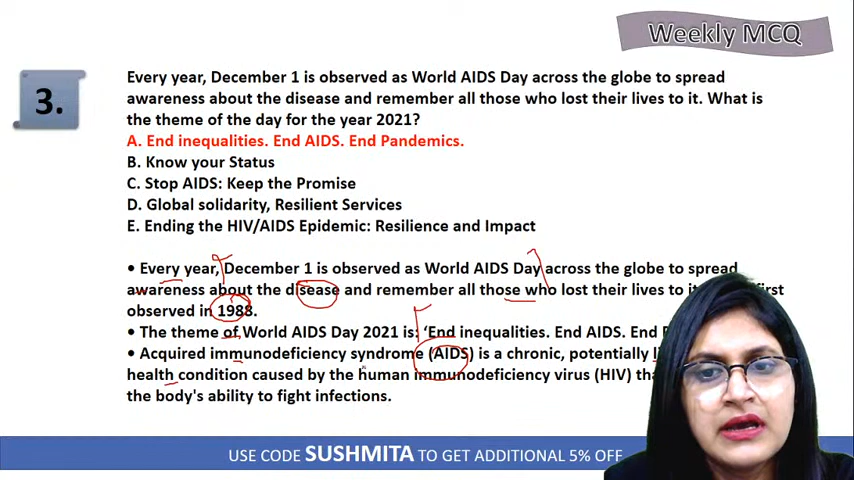 Weekly MCQ
3.
Every year, December 1 is observed as World AIDS Day across the globe to spread
awareness about the disease and remember all those who lost their lives to it. What is
the theme of the day for the year 2021?
A. End inequalities. End AIDS. End Pandemics.
B. Know your Status
C. Stop AIDS: Keep the Promise
D. Global solidarity, Resilient Services
E. Ending the HIV/AIDS Epidemic: Resilience and Impact
• Every year, December 1 is observed as World AIDS Day across the globe to spread
awareness about the disease and remember all those who lost their lives to it. first
observed in 1988.
• The theme of World AIDS Day 2021 is: ‘End inequalities. End AIDS. End
• Acquired immunodeficiency syndrome (AIDS) is a chronic, potentially
health condition caused by the human immunodeficiency virus (HIV)
the body's ability to fight infections.
USE CODE SUSHMITA TO GET ADDITIONAL 5% OFF